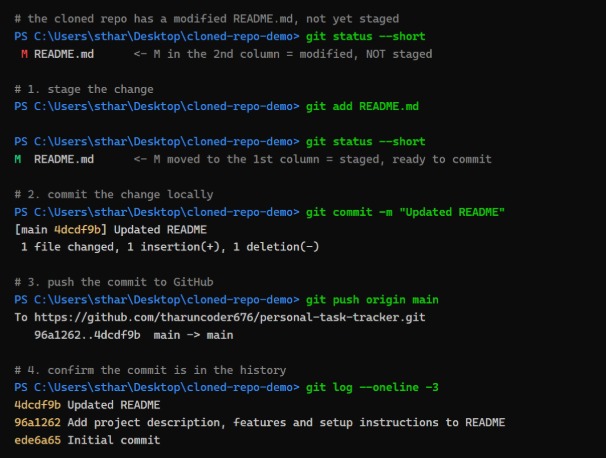 # the cloned repo has a modified README.md, not yet staged
PS C:\Users\sthar\Desktop\cloned-repo-demo> git status --short
 M README.md      <- M in the 2nd column = modified, NOT staged
# 1. stage the change
PS C:\Users\sthar\Desktop\cloned-repo-demo> git add README.md
PS C:\Users\sthar\Desktop\cloned-repo-demo> git status --short
M  README.md      <- M moved to the 1st column = staged, ready to commit
# 2. commit the change locally
PS C:\Users\sthar\Desktop\cloned-repo-demo> git commit -m "Updated README"
[main 4dcdf9b] Updated README
 1 file changed, 1 insertion(+), 1 deletion(-)
# 3. push the commit to GitHub
PS C:\Users\sthar\Desktop\cloned-repo-demo> git push origin main
To https://github.com/tharuncoder676/personal-task-tracker.git
   96a1262..4dcdf9b  main -> main
# 4. confirm the commit is in the history
PS C:\Users\sthar\Desktop\cloned-repo-demo> git log --oneline -3
4dcdf9b Updated README
96a1262 Add project description, features and setup instructions to README
ede6a65 Initial commit